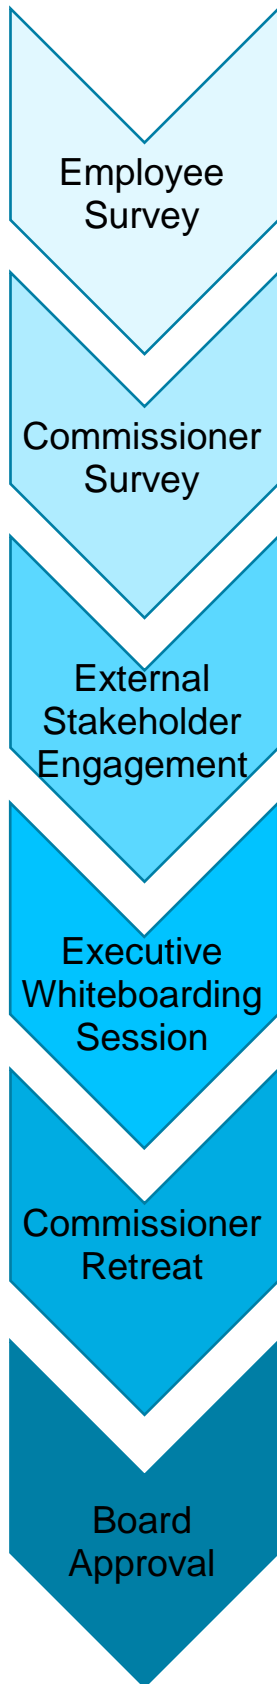 Employee
Survey
Commissioner
Survey
External
Stakeholder
Engagement
Executive
Whiteboarding
Session
Commissioner
Retreat
Board
Approval